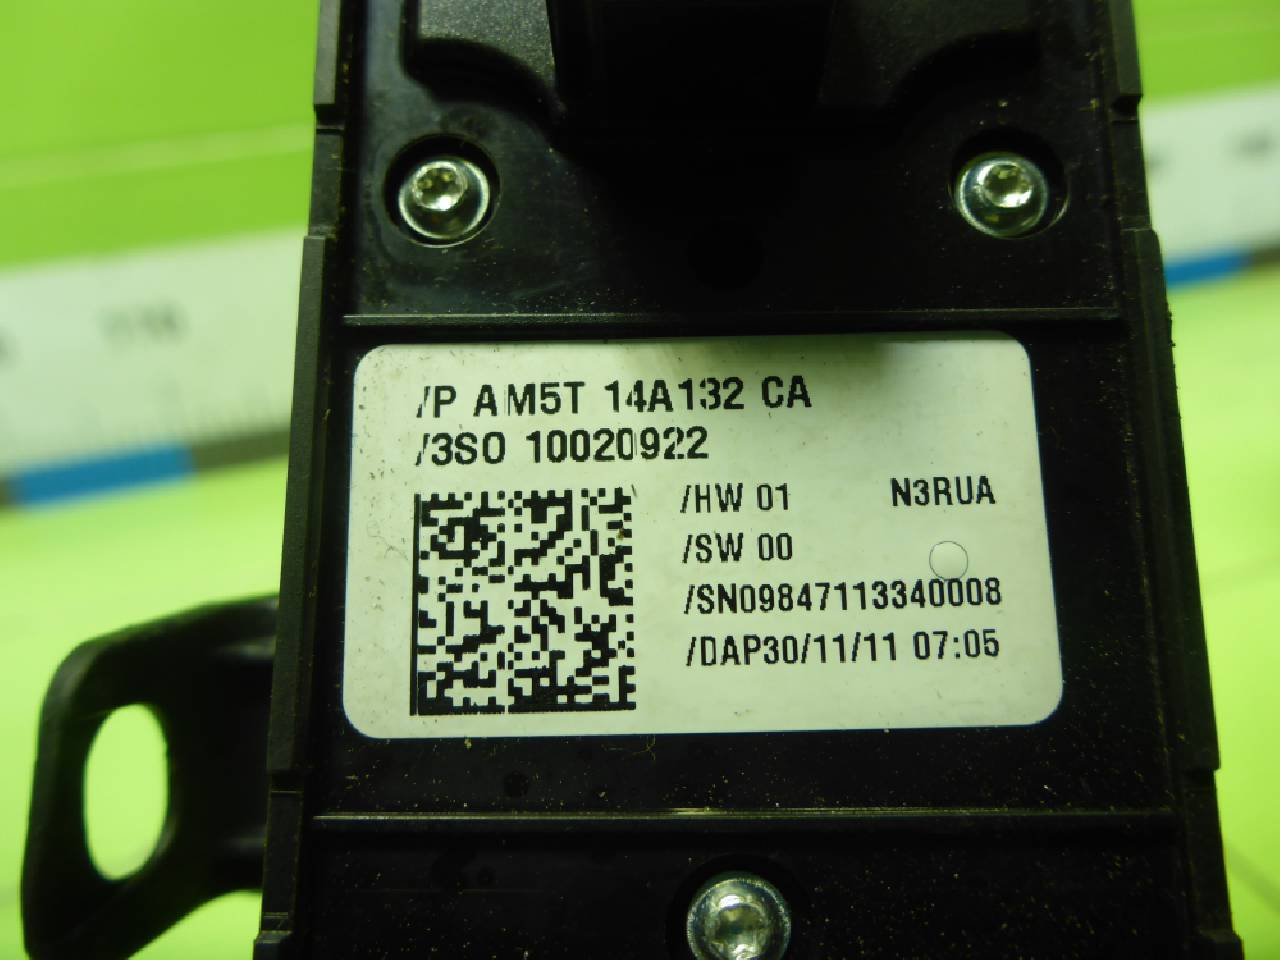 /P AM5T 14A132 CA
/3SO 10020922
/HW 01 N3RUA
/SW 00
/SN09847113340008
/DAP30/11/11 07:05